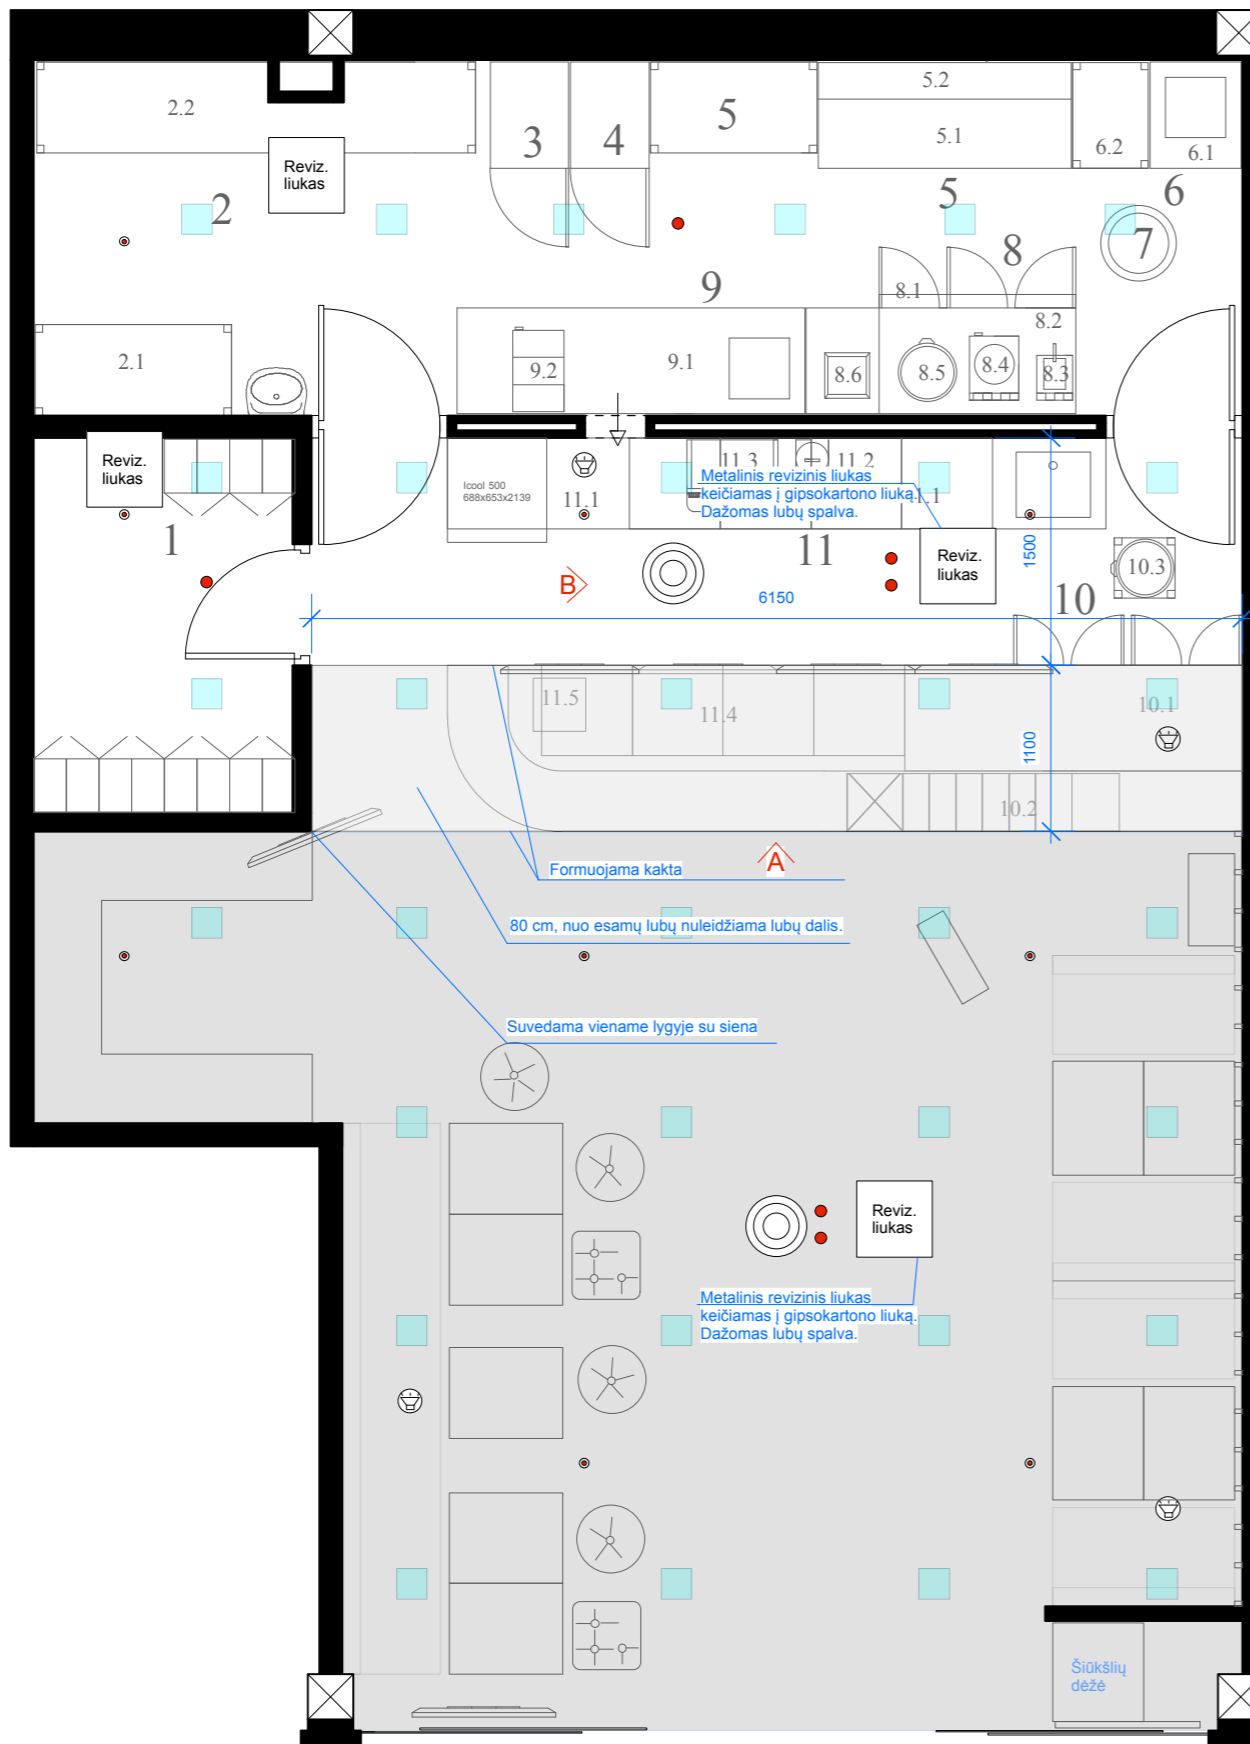 2.2
3
4
5
5.2
5.1
6.2
6.1
Reviz.
liukas
2
5
6
7
8
9
8.1
8.2
2.1
9.2
9.1
8.6
8.5
8.4
8.3
Reviz.
liukas
1
Icool 500
688x653x2139
11.1
11.3
11.2
Metalinis revizinis liukas
keičiamas į gipsokartono liuką.
Dažomas lubų spalva.
11
Reviz.
liukas
1500
10.3
10
B
6150
11.5
11.4
10.1
1100
10.2
A
Formuojama kakta
80 cm, nuo esamų lubų nuleidžiama lubų dalis.
Suvedama viename lygyje su siena
Reviz.
liukas
Metalinis revizinis liukas
keičiamas į gipsokartono liuką.
Dažomas lubų spalva.
Šiūkšlių
dėžė